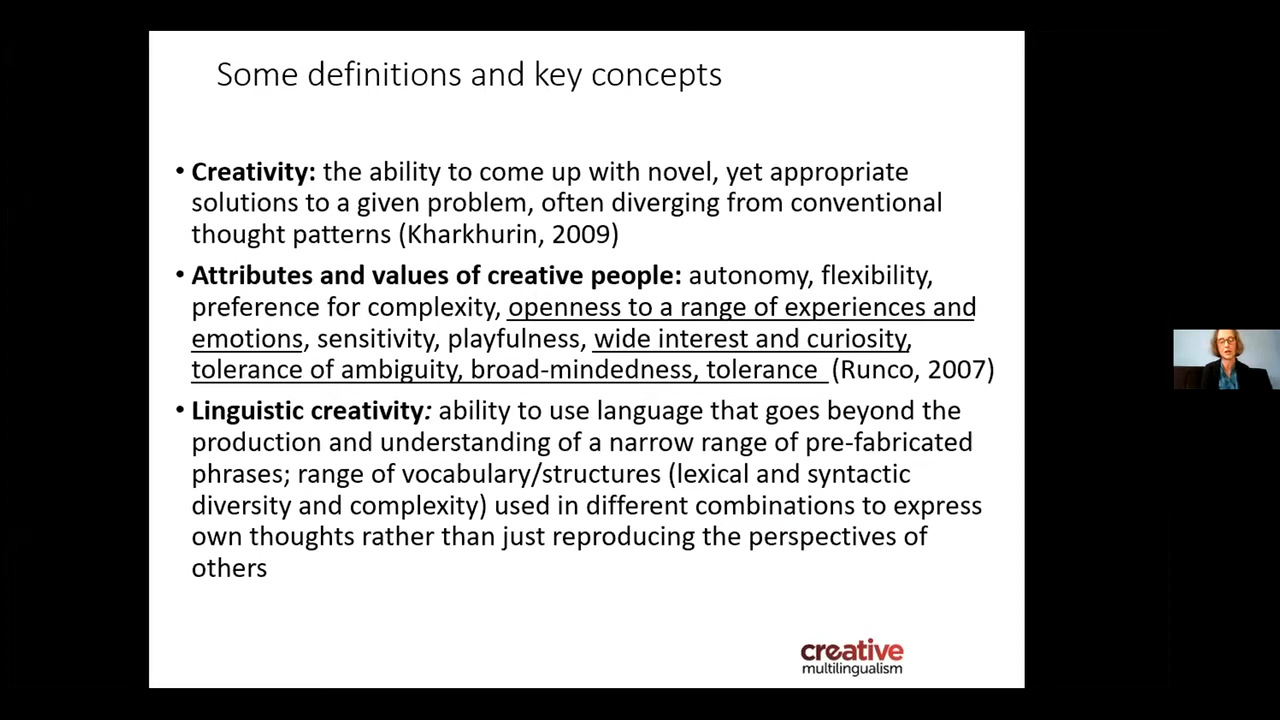 Some definitions and key concepts
• Creativity: the ability to come up with novel, yet appropriate
solutions to a given problem, often diverging from conventional
thought patterns (Kharkhurin, 2009)
• Attributes and values of creative people: autonomy, flexibility,
preference for complexity, openness to a range of experiences and
emotions, sensitivity, playfulness, wide interest and curiosity,
tolerance of ambiguity, broad-mindedness, tolerance (Runco, 2007)
• Linguistic creativity: ability to use language that goes beyond the
production and understanding of a narrow range of pre-fabricated
phrases; range of vocabulary/structures (lexical and syntactic
diversity and complexity) used in different combinations to express
own thoughts rather than just reproducing the perspectives of
others
creative
multilingualism